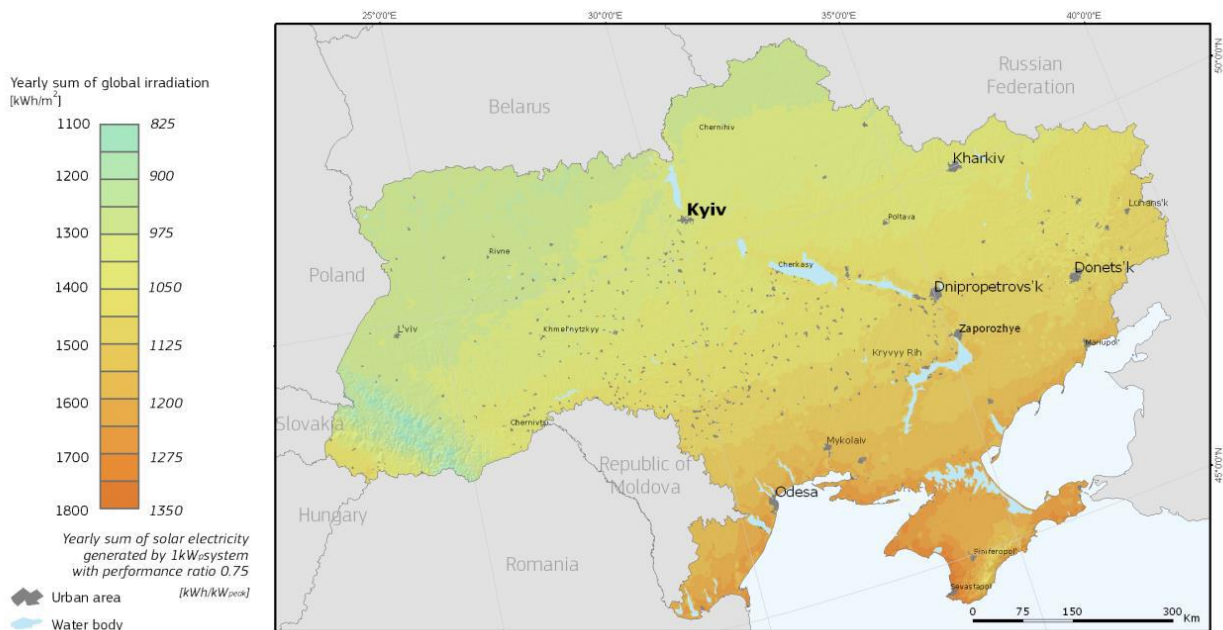 25°0'0"E
30°0'0"E
35°0'0"E
40°0'0"E
50°0'0"N
45°0'0"N
Yearly sum of global irradiation
[kWh/m²]
1100 825
1200 900
1300 975
1400 1050
1500 1125
1600 1200
1700 1275
1800 1350
Yearly sum of solar electricity
generated by 1kWp system
with performance ratio 0.75
[kWh/kWpeak]
Urban area
Water body
Belarus
Russian
Federation
Poland
Slovakia
Hungary
Romania
Republic of
Moldova
Chernihiv
Kharkiv
Kyiv
Poltava
Luhans'k
Rivne
Cherkasy
Donets'k
Dnipropetrovs'k
L'viv
Khmel'nytzkyy
Zaporozhye
Mariupol'
Kryvyy Rih
Chernivtsi
Mykolaiv
Odesa
Simferopol'
Sevastapol
0 75 150 300
Km